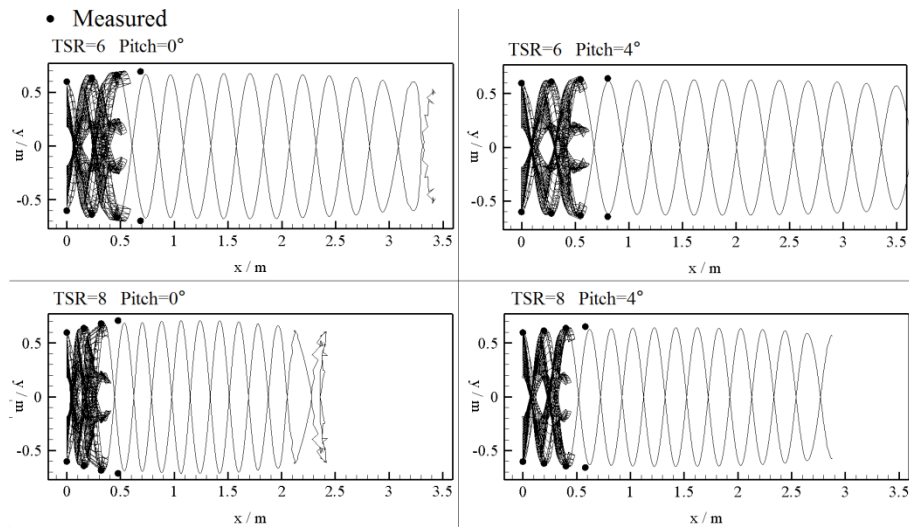 • Measured
TSR=6 Pitch=0°
0.5
0
-0.5
y / m
0 0.5 1 1.5 2 2.5 3 3.5
x / m
TSR=6 Pitch=4°
0.5
0
-0.5
y / m
0 0.5 1 1.5 2 2.5 3 3.5
x / m
TSR=8 Pitch=0°
0.5
0
-0.5
y / m
0 0.5 1 1.5 2 2.5 3 3.5
x / m
TSR=8 Pitch=4°
0.5
0
-0.5
y / m
0 0.5 1 1.5 2 2.5 3 3.5
x / m